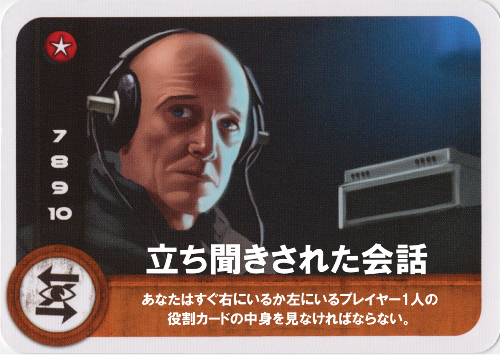 7
8
9
10
立ち聞きされた会話
あなたはすぐ右にいるか左にいるプレイヤー1人の
役割カードの中身を見なければならない。